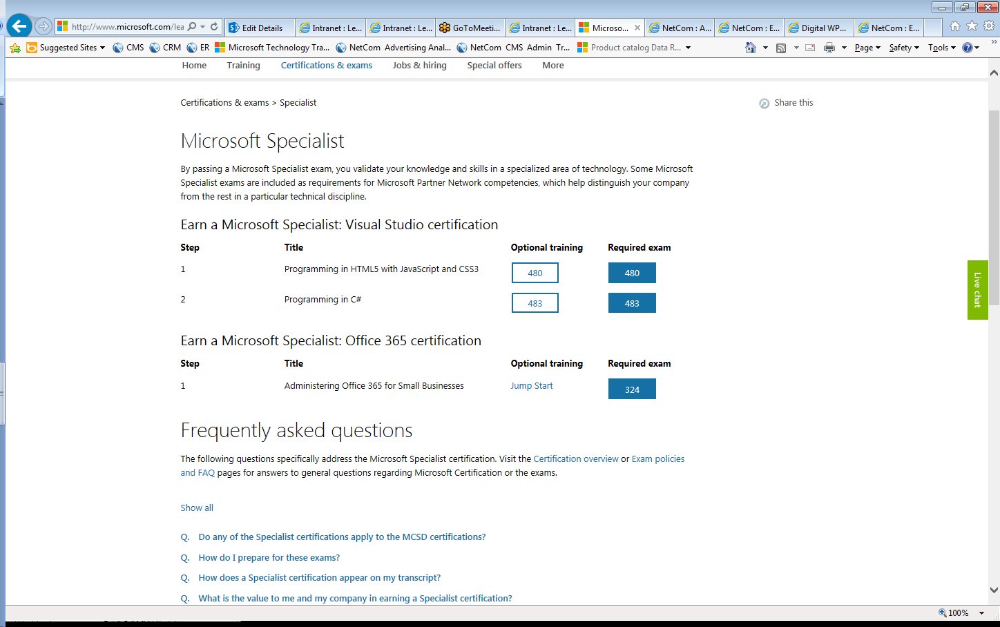 http://www.microsoft.com/lea
Edit Details
Intranet : Le...
Intranet : Le...
GoToMeeti...
Intranet : Le...
Microso...
NetCom : A...
NetCom : E...
Digital WP...
NetCom : E...
Suggested Sites
CMS
CRM
ER
Microsoft Technology Tra...
NetCom Advertising Anal...
NetCom CMS Admin Tr...
Product catalog Data R...
Page
Safety
Tools
Home
Training
Certifications & exams
Jobs & hiring
Special offers
More
Certifications & exams > Specialist
Share this
Microsoft Specialist
By passing a Microsoft Specialist exam, you validate your knowledge and skills in a specialized area of technology. Some Microsoft
Specialist exams are included as requirements for Microsoft Partner Network competencies, which help distinguish your company
from the rest in a particular technical discipline.
Earn a Microsoft Specialist: Visual Studio certification
Step Title Optional training Required exam
1 Programming in HTML5 with JavaScript and CSS3 480 480
2 Programming in C# 483 483
Live chat
Earn a Microsoft Specialist: Office 365 certification
Step Title Optional training Required exam
1 Administering Office 365 for Small Businesses Jump Start 324
Frequently asked questions
The following questions specifically address the Microsoft Specialist certification. Visit the Certification overview or Exam policies
and FAQ pages for answers to general questions regarding Microsoft Certification or the exams.
Show all
Q. Do any of the Specialist certifications apply to the MCSD certifications?
Q. How do I prepare for these exams?
Q. How does a Specialist certification appear on my transcript?
Q. What is the value to me and my company in earning a Specialist certification?
100%